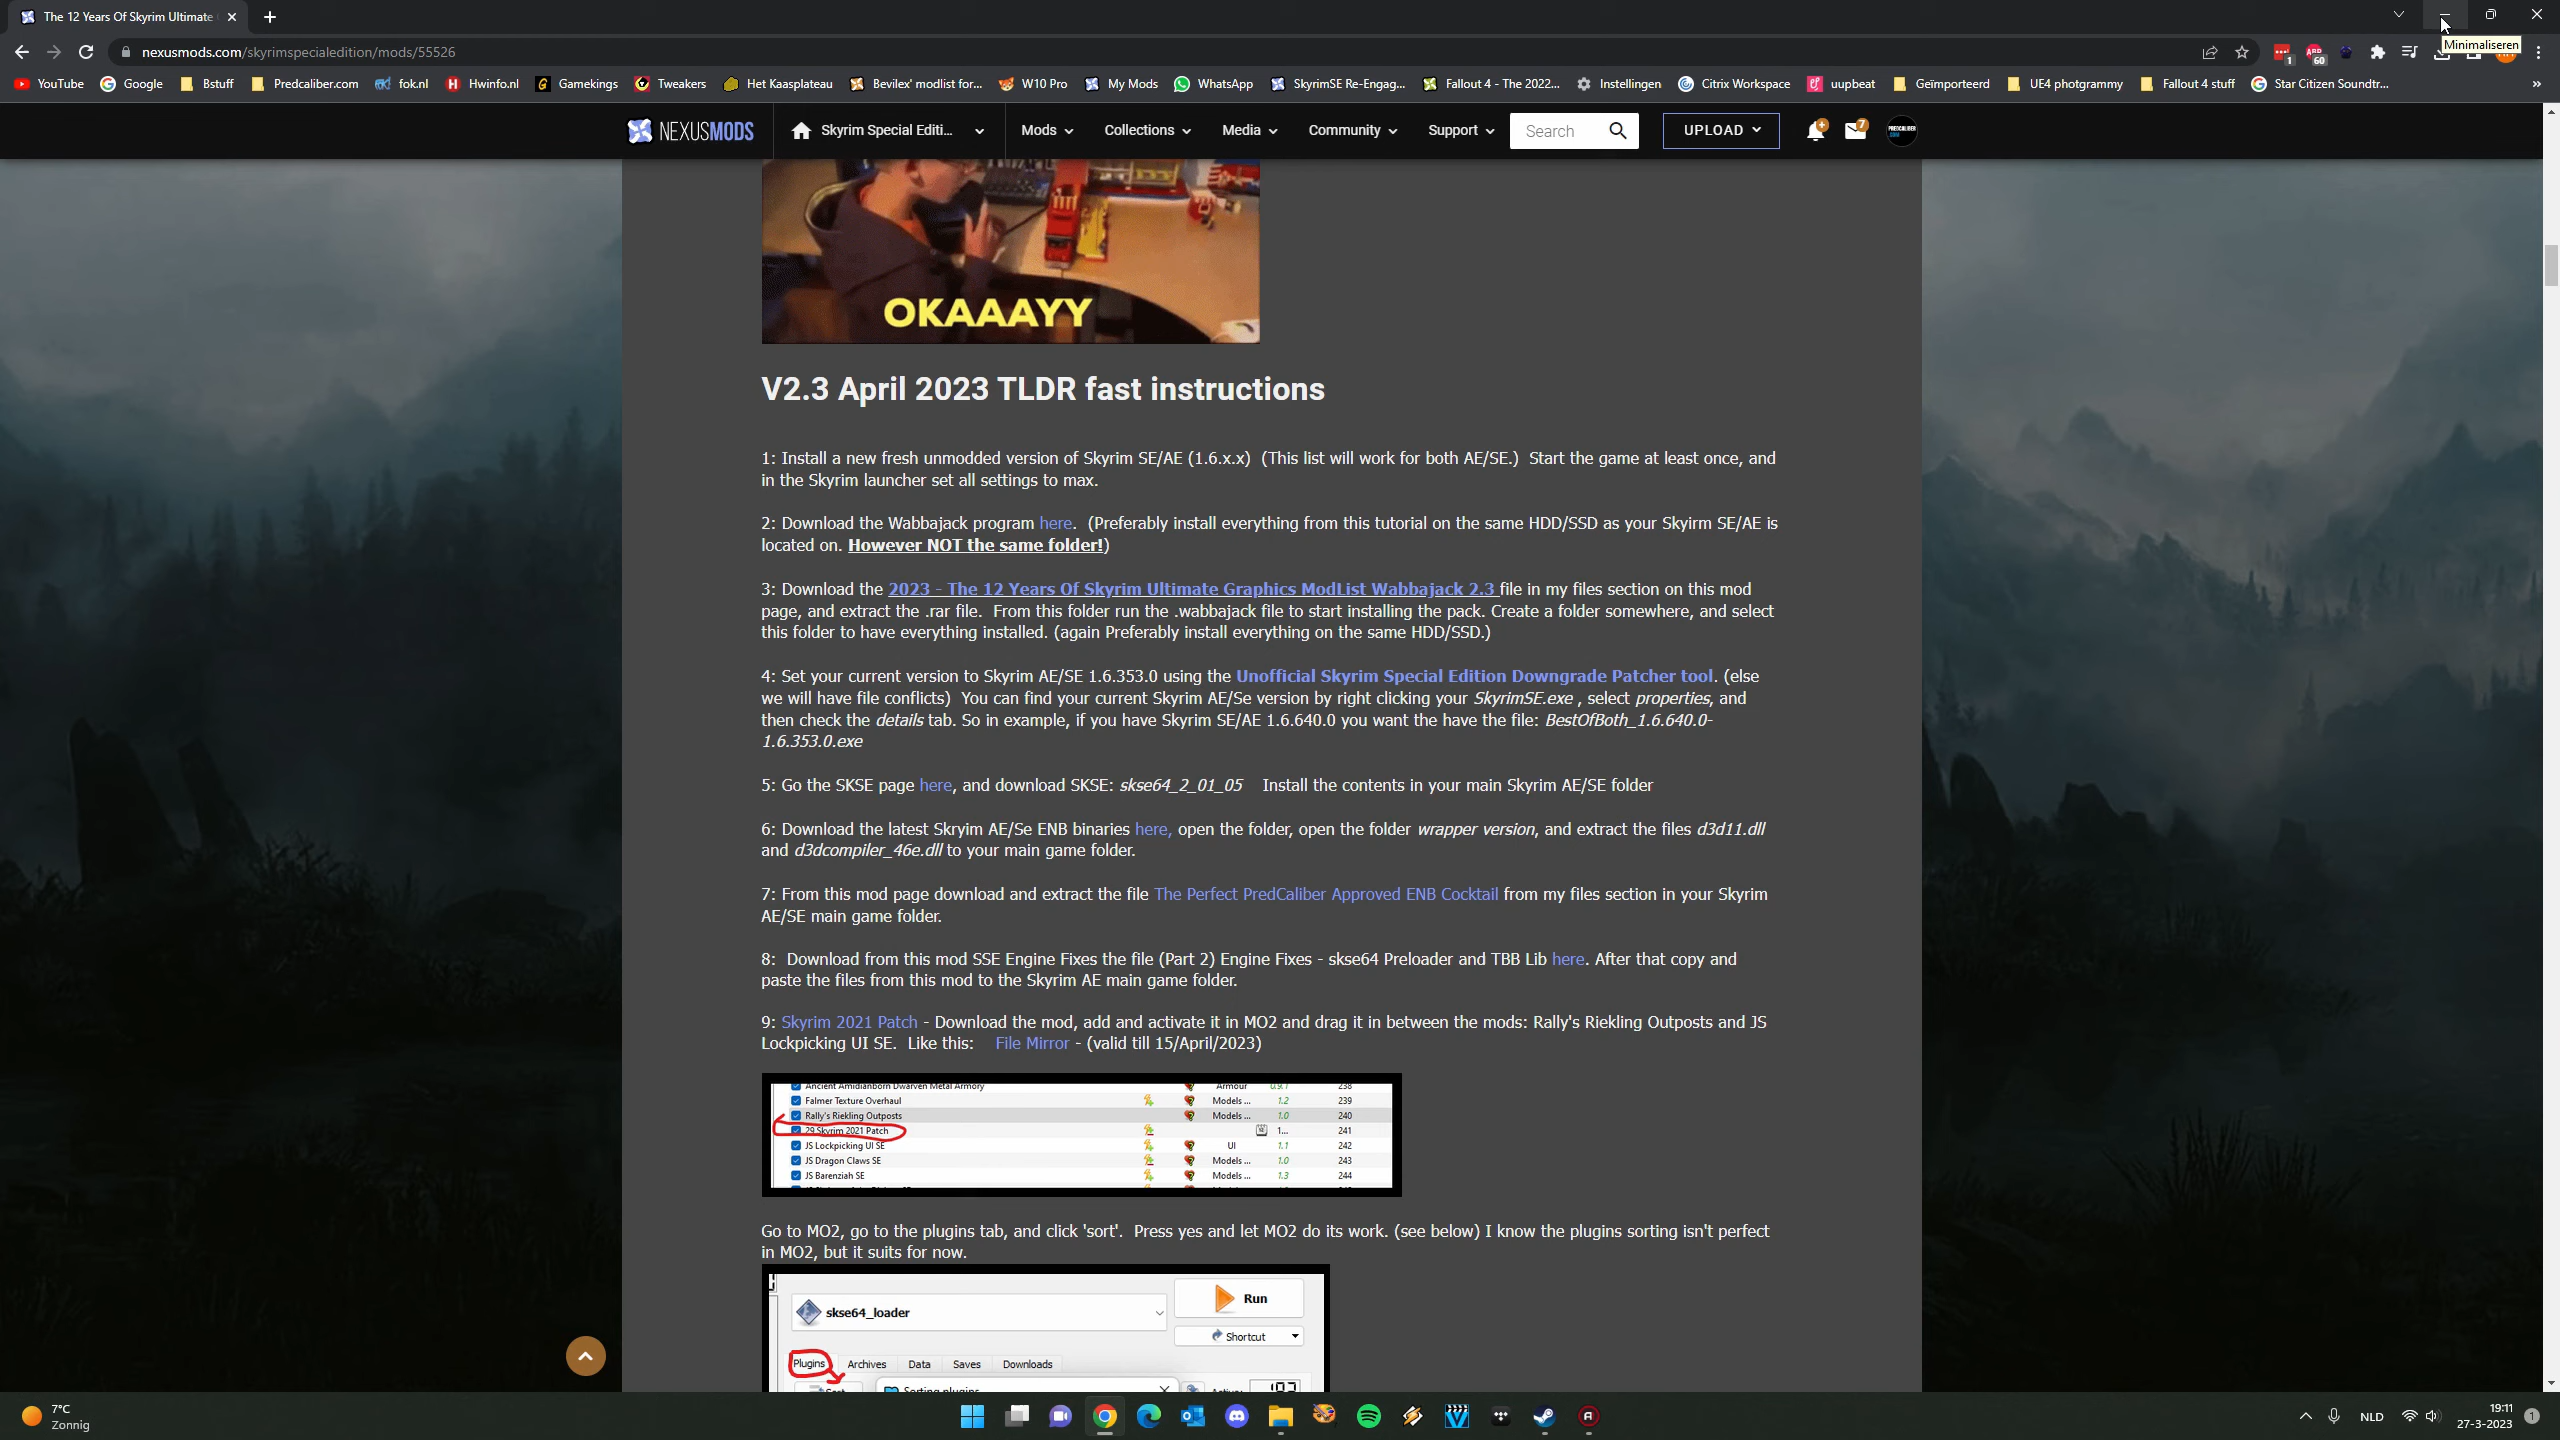 The 12 Years Of Skyrim Ultimate
nexusmods.com/skyrimspecialedition/mods/55526
1
60
Minimaliseren
YouTube Google Bstuff Predcaliber.com fok.nl Hwinfo.nl Gamekings Tweakers Het Kaasplateau Bevilex' modlist for... W10 Pro My Mods WhatsApp SkyrimSE Re-Engag... Fallout 4 - The 2022... Instellingen Citrix Workspace uupbeat Geïmporteerd UE4 photgrammy Fallout 4 stuff Star Citizen Soundtr... »
NEXUSMODS Skyrim Special Editi... Mods Collections Media Community Support Search UPLOAD 7
OKAAAYY
V2.3 April 2023 TLDR fast instructions
1: Install a new fresh unmodded version of Skyrim SE/AE (1.6.x.x) (This list will work for both AE/SE.) Start the game at least once, and
in the Skyrim launcher set all settings to max.
2: Download the Wabbajack program here. (Preferably install everything from this tutorial on the same HDD/SSD as your Skyirm SE/AE is
located on. However NOT the same folder!)
3: Download the 2023 - The 12 Years Of Skyrim Ultimate Graphics ModList Wabbajack 2.3 file in my files section on this mod
page, and extract the .rar file. From this folder run the .wabbajack file to start installing the pack. Create a folder somewhere, and select
this folder to have everything installed. (again Preferably install everything on the same HDD/SSD.)
4: Set your current version to Skyrim AE/SE 1.6.353.0 using the Unofficial Skyrim Special Edition Downgrade Patcher tool. (else
we will have file conflicts) You can find your current Skyrim AE/Se version by right clicking your SkyrimSE.exe , select properties, and
then check the details tab. So in example, if you have Skyrim SE/AE 1.6.640.0 you want the have the file: BestOfBoth_1.6.640.0-
1.6.353.0.exe
5: Go the SKSE page here, and download SKSE: skse64_2_01_05 Install the contents in your main Skyrim AE/SE folder
6: Download the latest Skryim AE/Se ENB binaries here, open the folder, open the folder wrapper version, and extract the files d3d11.dll
and d3dcompiler_46e.dll to your main game folder.
7: From this mod page download and extract the file The Perfect PredCaliber Approved ENB Cocktail from my files section in your Skyrim
AE/SE main game folder.
8: Download from this mod SSE Engine Fixes the file (Part 2) Engine Fixes - skse64 Preloader and TBB Lib here. After that copy and
paste the files from this mod to the Skyrim AE main game folder.
9: Skyrim 2021 Patch - Download the mod, add and activate it in MO2 and drag it in between the mods: Rally's Riekling Outposts and JS
Lockpicking UI SE. Like this: File Mirror - (valid till 15/April/2023)
Ancient Amidianborn Dwarven Metal Armory Armour 0.9.1 238
Falmer Texture Overhaul Models ... 1.2 239
Rally's Riekling Outposts Models ... 1.0 240
29 Skyrim 2021 Patch 1... 241
JS Lockpicking UI SE UI 1.1 242
JS Dragon Claws SE Models ... 1.0 243
JS Barenziah SE Models ... 1.3 244
Go to MO2, go to the plugins tab, and click 'sort'. Press yes and let MO2 do its work. (see below) I know the plugins sorting isn't perfect
in MO2, but it suits for now.
skse64_loader Run
Shortcut
Plugins Archives Data Saves Downloads
Sorting plugins
7°C
Zonnig
NLD
19:11
27-3-2023
1